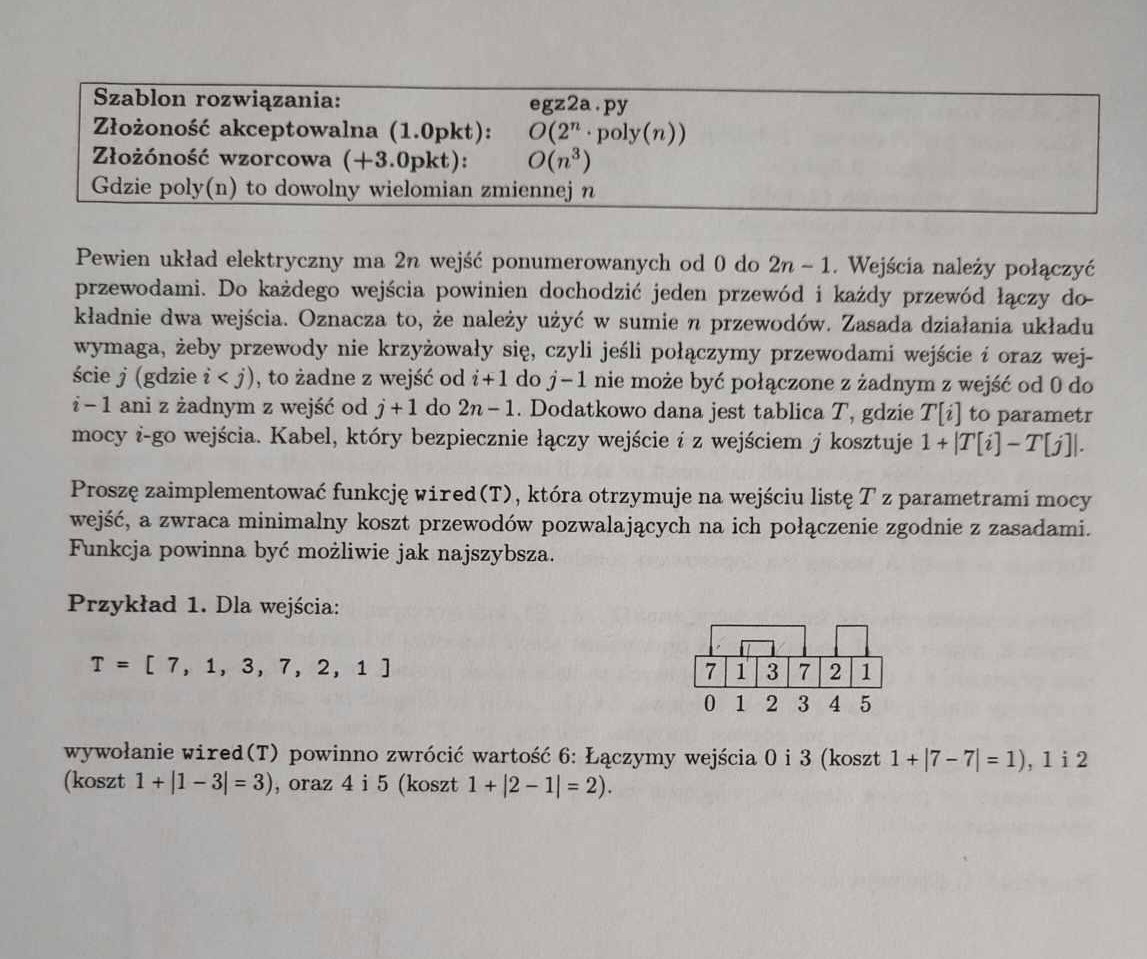 Szablon rozwiązania: egz2a.py
Złożoność akceptowalna (1.0pkt): O(2ⁿ · poly(n))
Złożóność wzorcowa (+3.0pkt): O(n³)
Gdzie poly(n) to dowolny wielomian zmiennej n
Pewien układ elektryczny ma 2n wejść ponumerowanych od 0 do 2n − 1. Wejścia należy połączyć
przewodami. Do każdego wejścia powinien dochodzić jeden przewód i każdy przewód łączy do-
kładnie dwa wejścia. Oznacza to, że należy użyć w sumie n przewodów. Zasada działania układu
wymaga, żeby przewody nie krzyżowały się, czyli jeśli połączymy przewodami wejście i oraz wej-
ście j (gdzie i < j), to żadne z wejść od i+1 do j−1 nie może być połączone z żadnym z wejść od 0 do
i−1 ani z żadnym z wejść od j+1 do 2n−1. Dodatkowo dana jest tablica T, gdzie T[i] to parametr
mocy i-go wejścia. Kabel, który bezpiecznie łączy wejście i z wejściem j kosztuje 1 + |T[i] − T[j]|.
Proszę zaimplementować funkcję wired(T), która otrzymuje na wejściu listę T z parametrami mocy
wejść, a zwraca minimalny koszt przewodów pozwalających na ich połączenie zgodnie z zasadami.
Funkcja powinna być możliwie jak najszybsza.
Przykład 1. Dla wejścia:
T = [ 7, 1, 3, 7, 2, 1 ]
7 1 3 7 2 1
0 1 2 3 4 5
wywołanie wired(T) powinno zwrócić wartość 6: Łączymy wejścia 0 i 3 (koszt 1 + |7 − 7| = 1), 1 i 2
(koszt 1 + |1 − 3| = 3), oraz 4 i 5 (koszt 1 + |2 − 1| = 2).